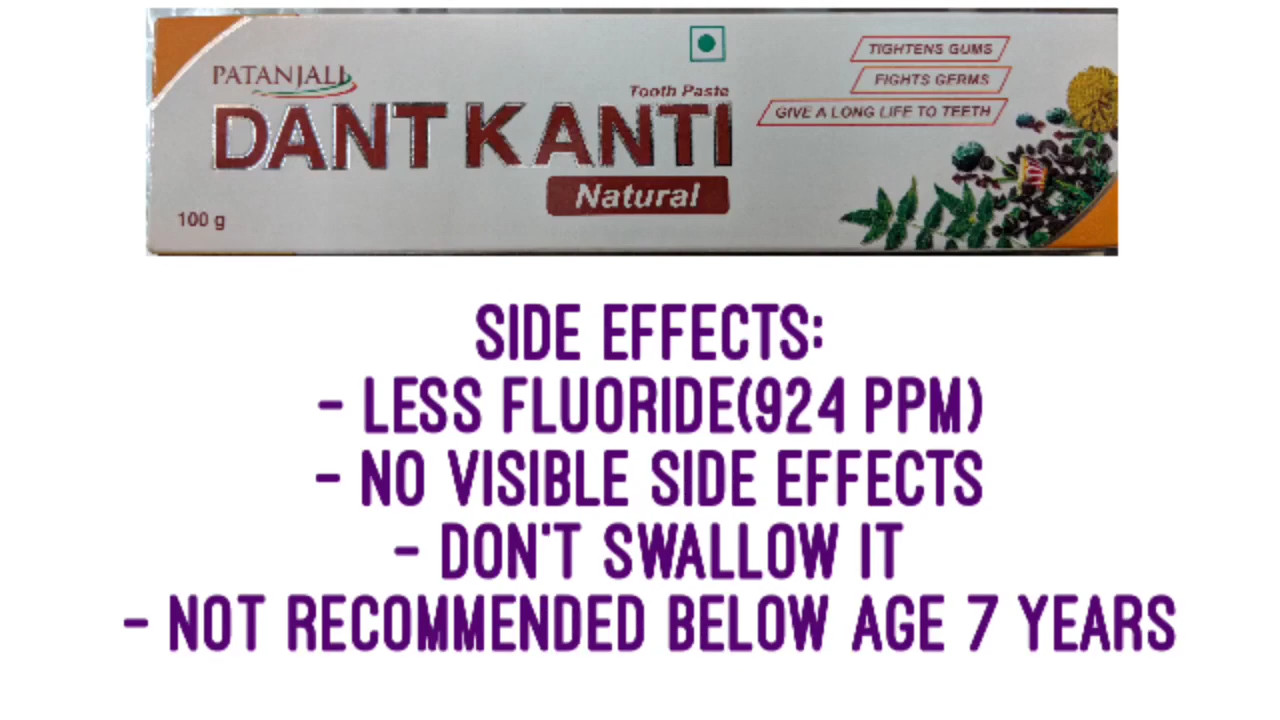 PATANJALI
Tooth Paste
DANT KANTI
Natural
100 g
TIGHTENS GUMS
FIGHTS GERMS
GIVE A LONG LIFE TO TEETH
SIDE EFFECTS:
- LESS FLUORIDE(924 PPM)
- NO VISIBLE SIDE EFFECTS
- DON'T SWALLOW IT
- NOT RECOMMENDED BELOW AGE 7 YEARS